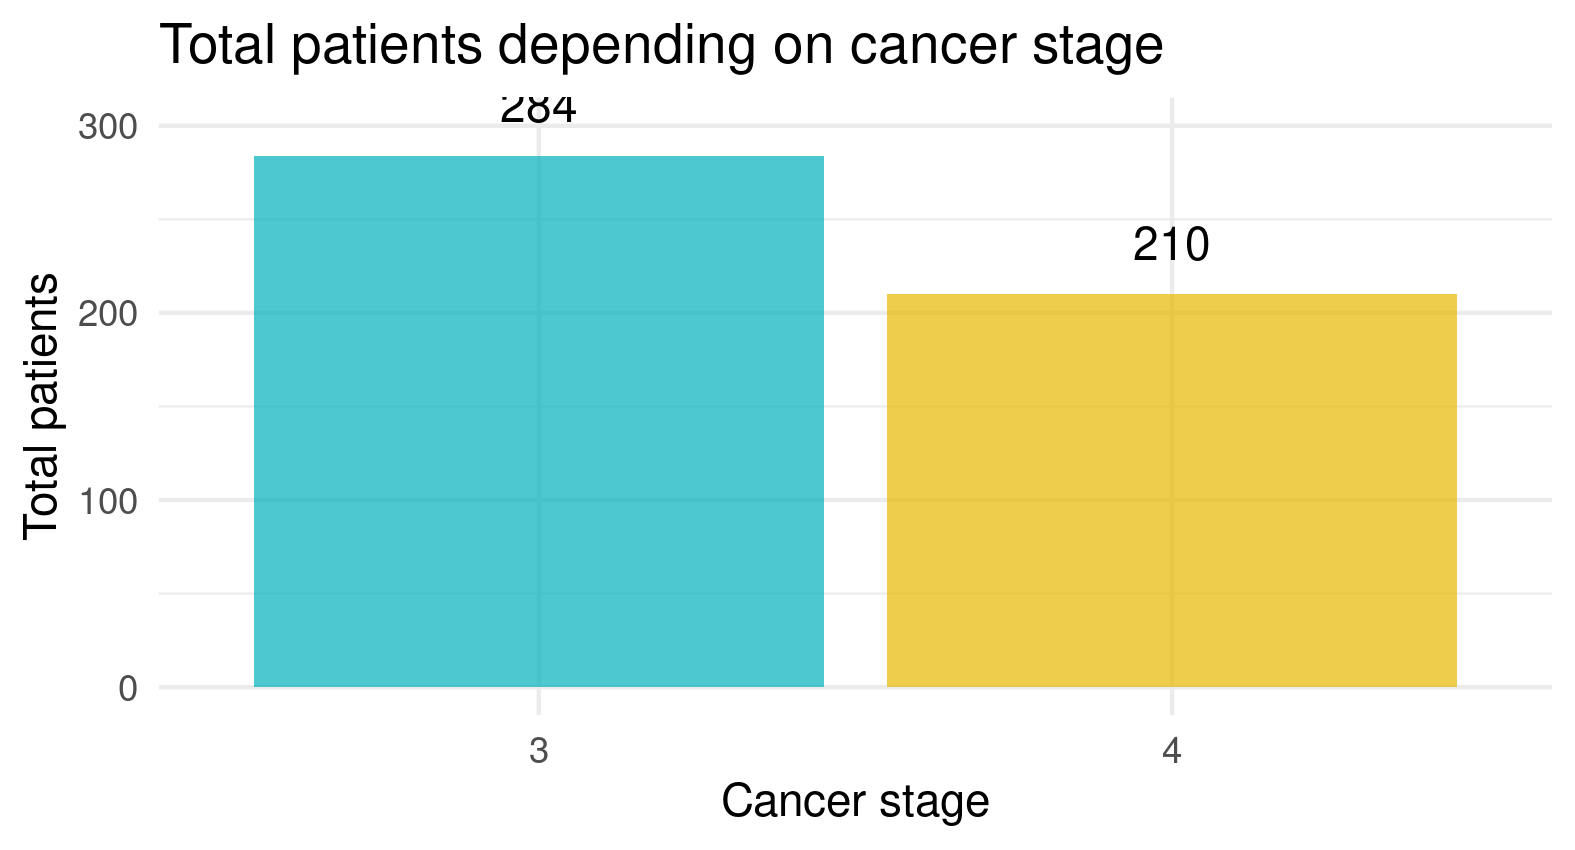 Total patients depending on cancer stage
284
300
210
200
100
0
Total patients
3
4
Cancer stage